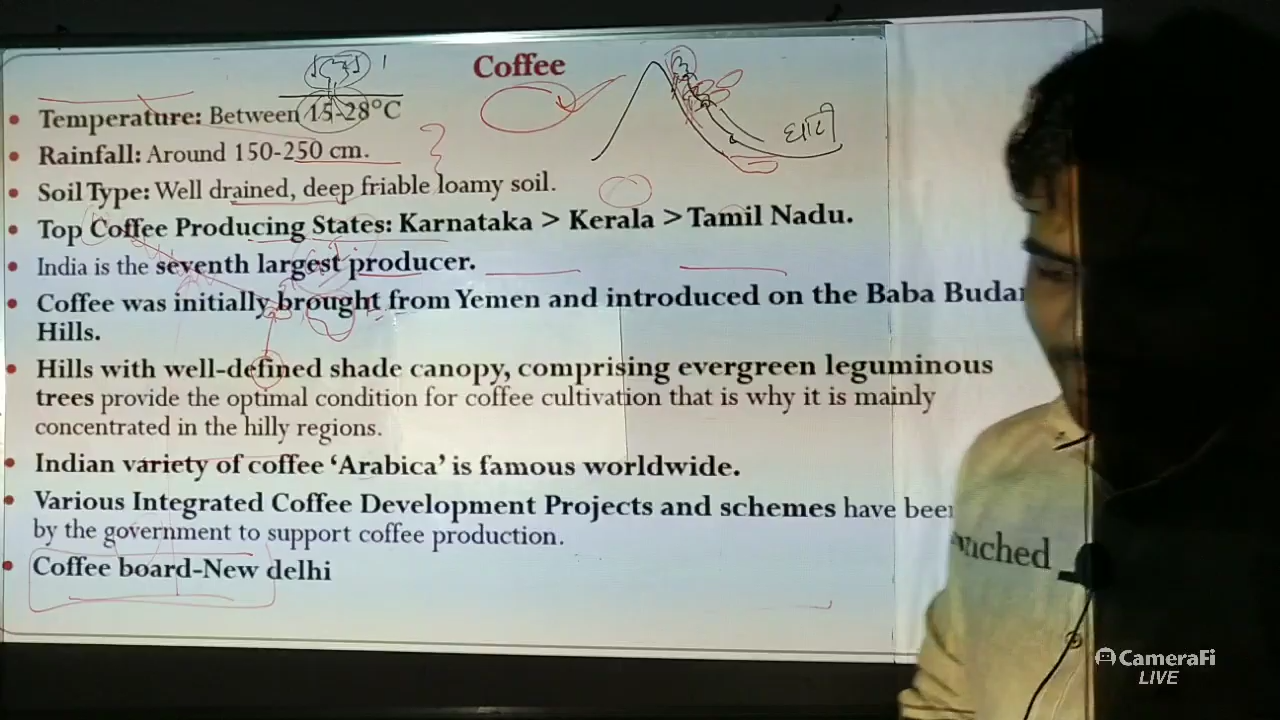 Coffee
• Temperature: Between 15-28°C
घाटी
• Rainfall: Around 150-250 cm.
• Soil Type: Well drained, deep friable loamy soil.
• Top Coffee Producing States: Karnataka > Kerala > Tamil Nadu.
• India is the seventh largest producer.
• Coffee was initially brought from Yemen and introduced on the Baba Budan
Hills.
• Hills with well-defined shade canopy, comprising evergreen leguminous
trees provide the optimal condition for coffee cultivation that is why it is mainly
concentrated in the hilly regions.
• Indian variety of coffee ‘Arabica’ is famous worldwide.
• Various Integrated Coffee Development Projects and schemes have been
nched
by the government to support coffee production.
• Coffee board-New delhi
CameraFi
LIVE